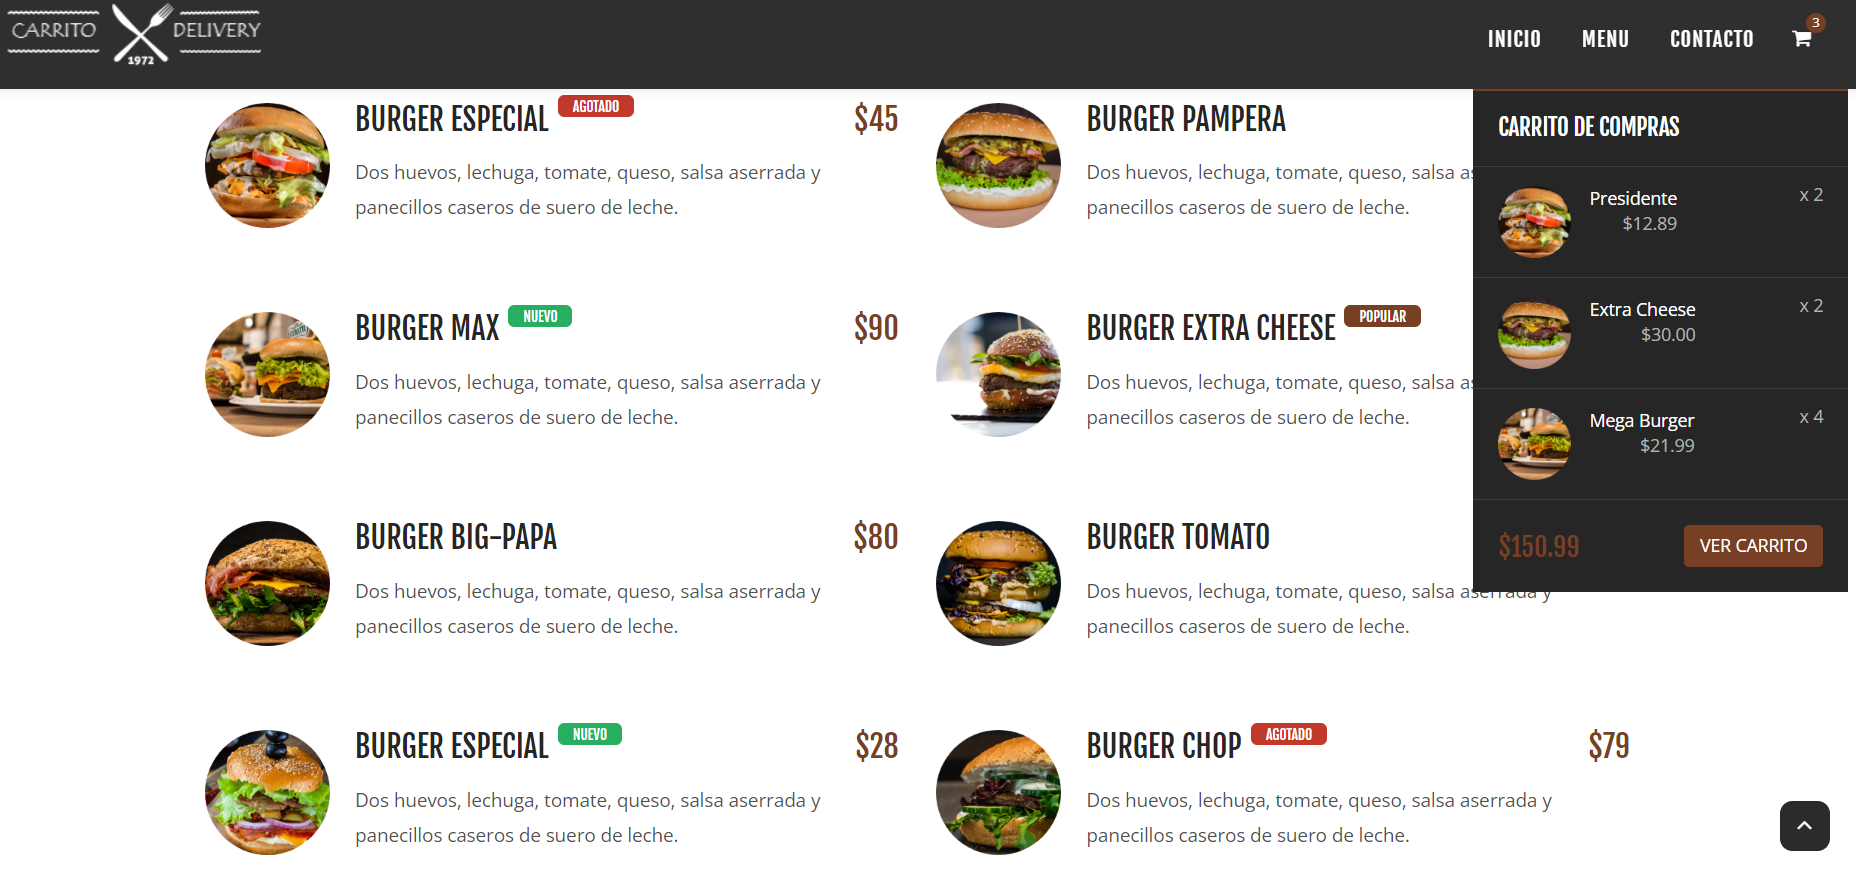 CARRITO DELIVERY
1972
INICIO MENU CONTACTO 3
BURGER ESPECIAL AGOTADO $45
Dos huevos, lechuga, tomate, queso, salsa aserrada y
panecillos caseros de suero de leche.
BURGER PAMPERA
Dos huevos, lechuga, tomate, queso, salsa as
panecillos caseros de suero de leche.
BURGER MAX NUEVO $90
Dos huevos, lechuga, tomate, queso, salsa aserrada y
panecillos caseros de suero de leche.
BURGER EXTRA CHEESE POPULAR
Dos huevos, lechuga, tomate, queso, salsa as
panecillos caseros de suero de leche.
BURGER BIG-PAPA $80
Dos huevos, lechuga, tomate, queso, salsa aserrada y
panecillos caseros de suero de leche.
BURGER TOMATO
Dos huevos, lechuga, tomate, queso, salsa aserrada y
panecillos caseros de suero de leche.
BURGER ESPECIAL NUEVO $28
Dos huevos, lechuga, tomate, queso, salsa aserrada y
panecillos caseros de suero de leche.
BURGER CHOP AGOTADO $79
Dos huevos, lechuga, tomate, queso, salsa aserrada y
panecillos caseros de suero de leche.
CARRITO DE COMPRAS
Presidente x 2
$12.89
Extra Cheese x 2
$30.00
Mega Burger x 4
$21.99
$150.99 VER CARRITO